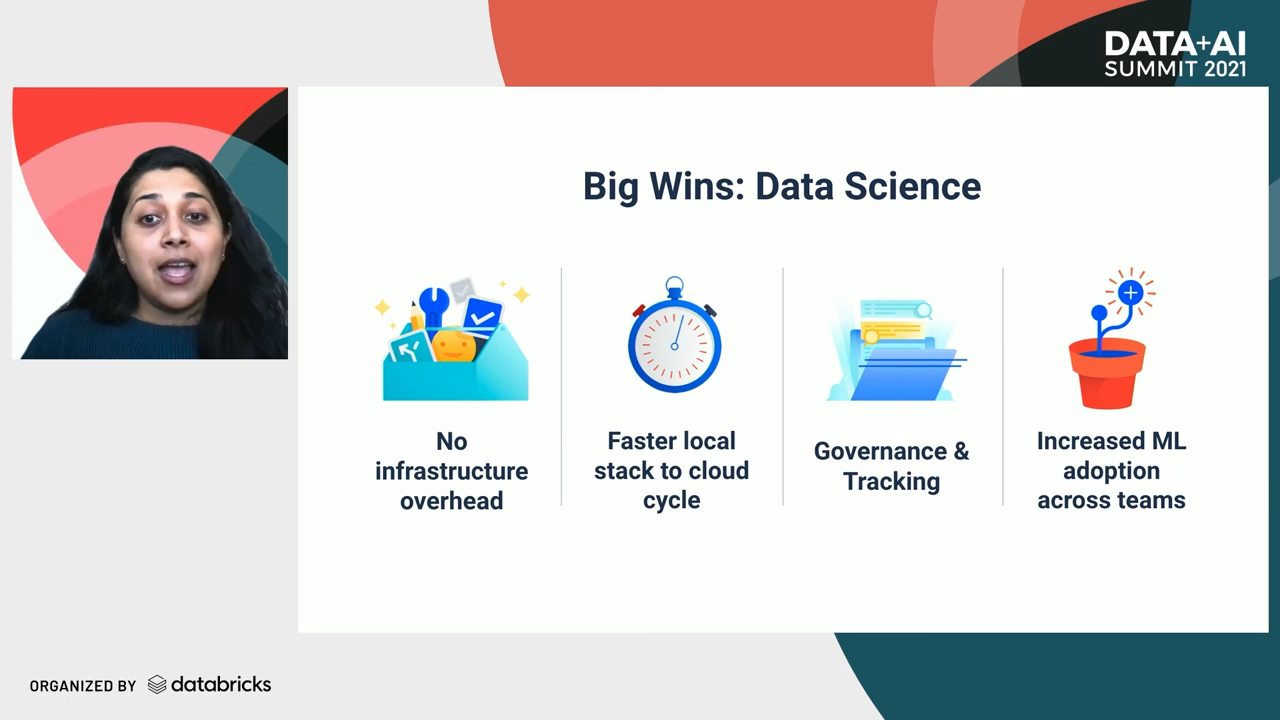 DATA+AI
SUMMIT 2021
Big Wins: Data Science
No
infrastructure
overhead
Faster local
stack to cloud
cycle
Governance &
Tracking
Increased ML
adoption
across teams
ORGANIZED BY databricks